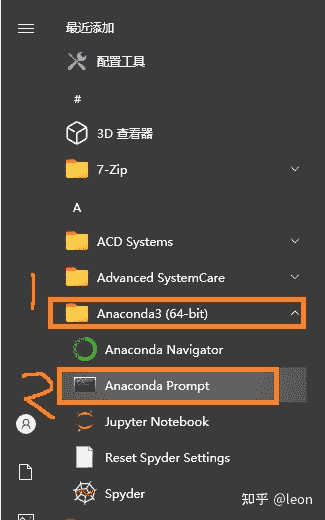 最近添加
配置工具
#
3D 查看器
7-Zip
A
ACD Systems
Advanced SystemCare
1
Anaconda3 (64-bit)
Anaconda Navigator
2
Anaconda Prompt
Jupyter Notebook
Reset Spyder Settings
Spyder
知乎 @leon